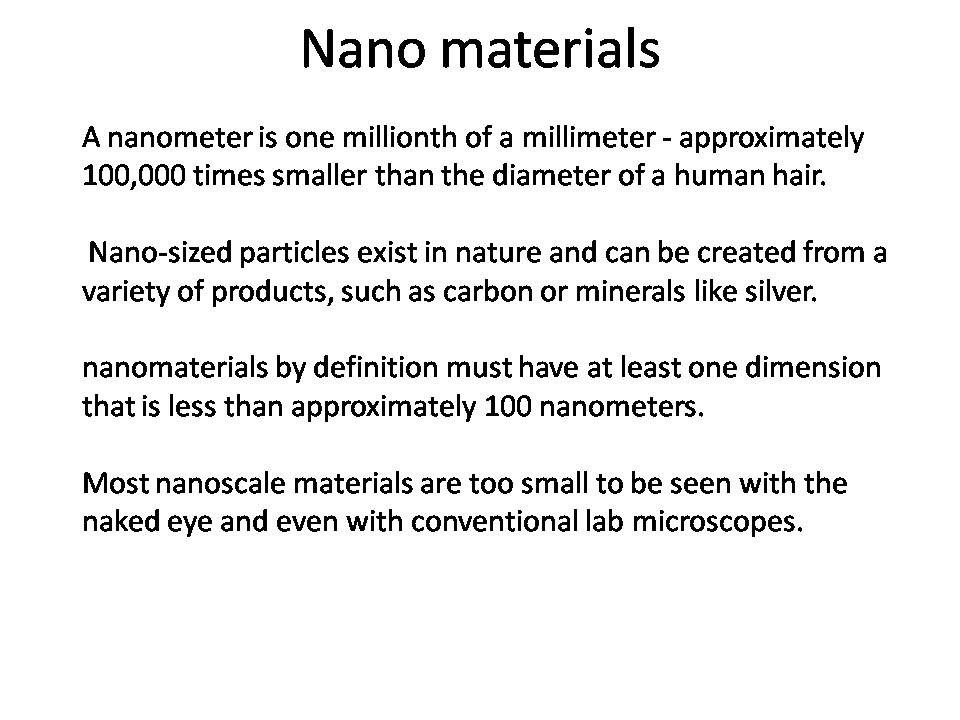 Nano materials
A nanometer is one millionth of a millimeter - approximately
100,000 times smaller than the diameter of a human hair.
Nano-sized particles exist in nature and can be created from a
variety of products, such as carbon or minerals like silver.
nanomaterials by definition must have at least one dimension
that is less than approximately 100 nanometers.
Most nanoscale materials are too small to be seen with the
naked eye and even with conventional lab microscopes.